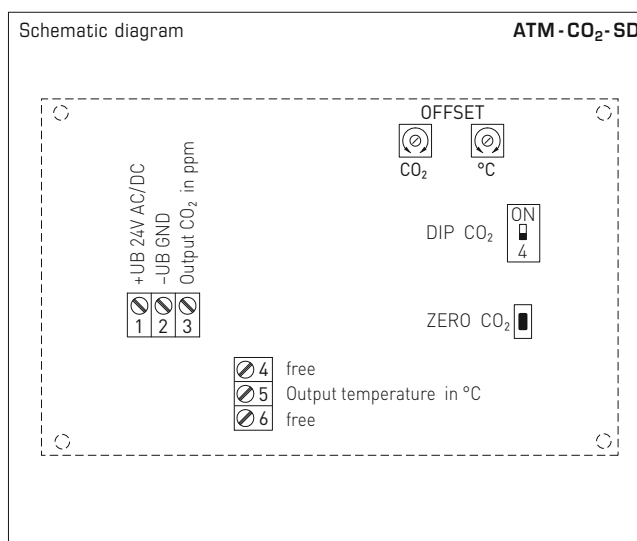 Schematic diagram
ATM-CO₂-SD
OFFSET
CO₂
°C
+UB 24V AC/DC
-UB GND
Output CO₂ in ppm
1 2 3
DIP CO₂
ON
4
ZERO CO₂
4 free
5 Output temperature in °C
6 free